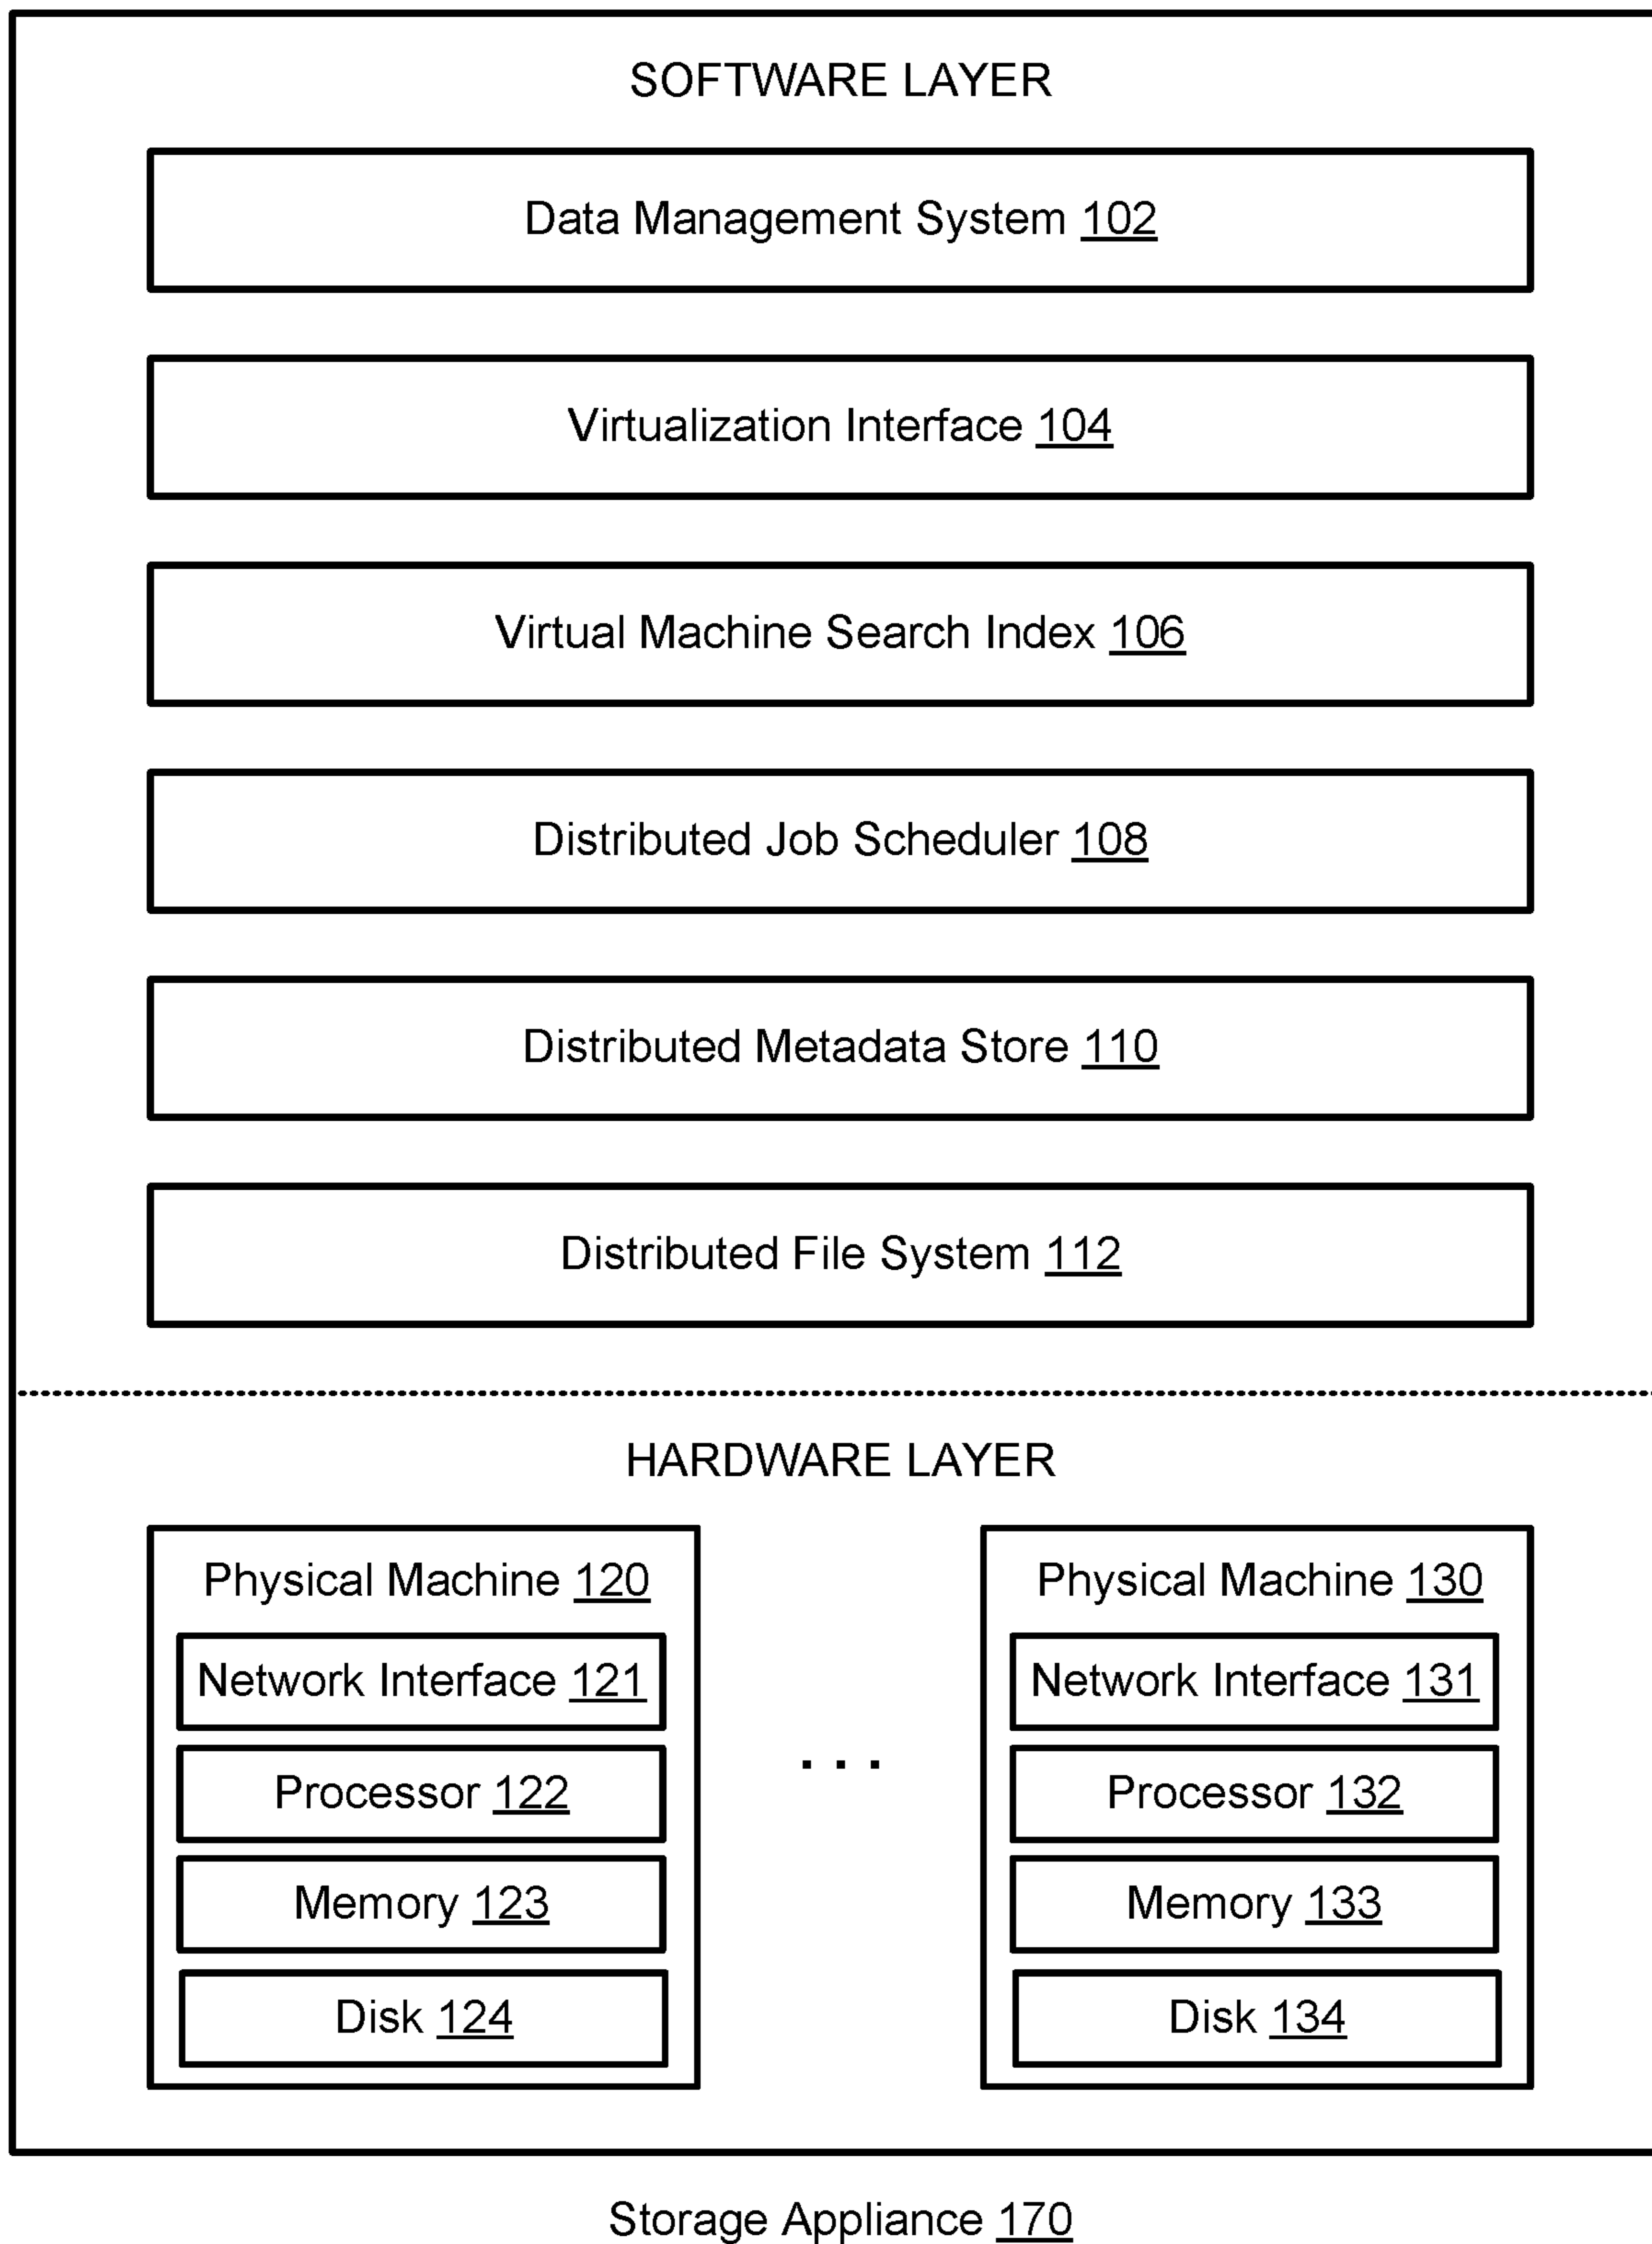 SOFTWARE LAYER
Data Management System 102
Virtualization Interface 104
Virtual Machine Search Index 106
Distributed Job Scheduler 108
Distributed Metadata Store 110
Distributed File System 112
HARDWARE LAYER
Physical Machine 120
Network Interface 121
Processor 122
Memory 123
Disk 124
. . .
Physical Machine 130
Network Interface 131
Processor 132
Memory 133
Disk 134
Storage Appliance 170